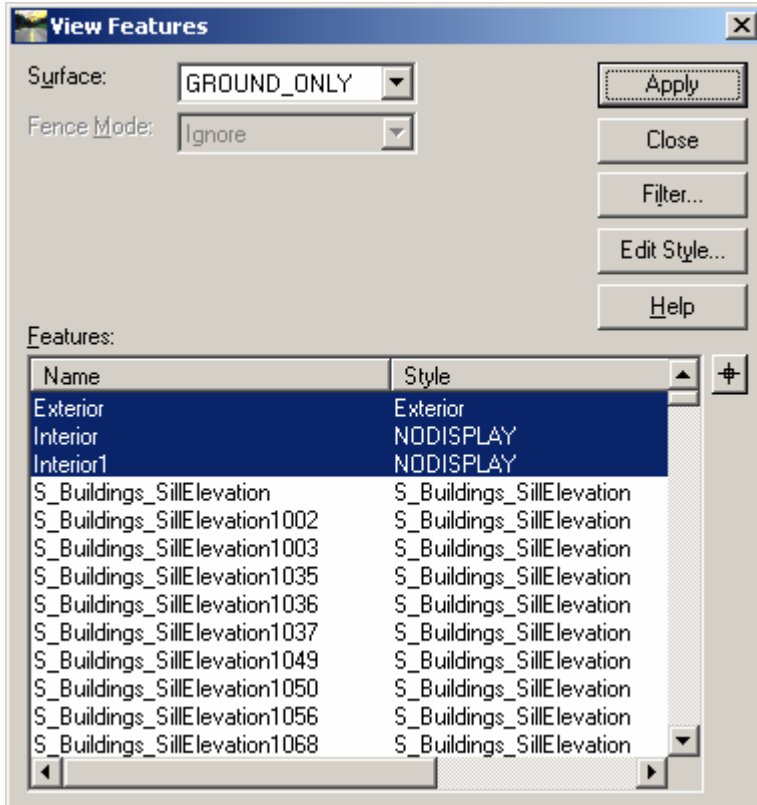 View Features
Surface: GROUND_ONLY Apply
Fence Mode: Ignore Close
Filter...
Edit Style...
Help
Features:
Name Style
Exterior Exterior
Interior NODISPLAY
Interior1 NODISPLAY
S_Buildings_SillElevation S_Buildings_SillElevation
S_Buildings_SillElevation1002 S_Buildings_SillElevation
S_Buildings_SillElevation1003 S_Buildings_SillElevation
S_Buildings_SillElevation1035 S_Buildings_SillElevation
S_Buildings_SillElevation1036 S_Buildings_SillElevation
S_Buildings_SillElevation1037 S_Buildings_SillElevation
S_Buildings_SillElevation1049 S_Buildings_SillElevation
S_Buildings_SillElevation1050 S_Buildings_SillElevation
S_Buildings_SillElevation1056 S_Buildings_SillElevation
S_Buildings_SillElevation1068 S_Buildings_SillElevation